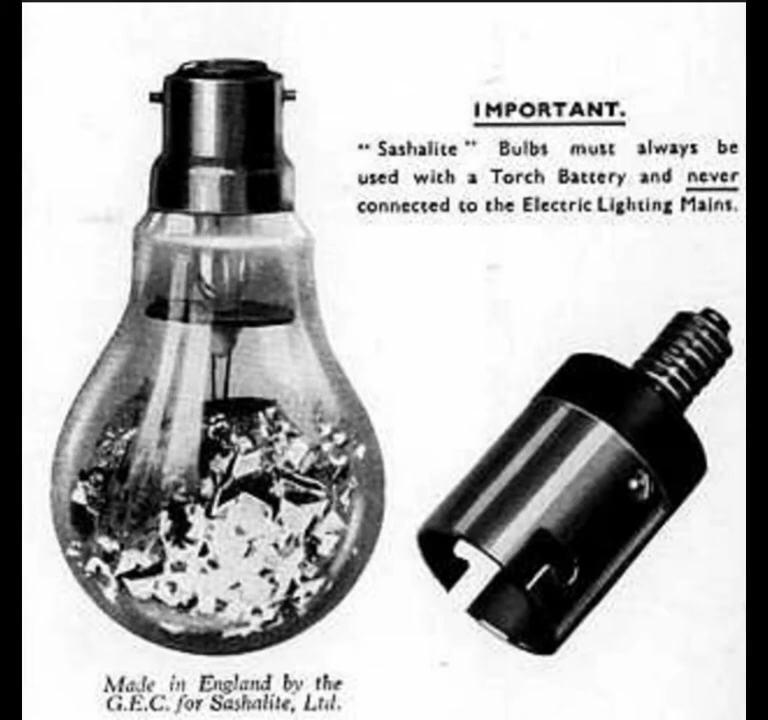 IMPORTANT.
"Sashalite" Bulbs must always be
used with a Torch Battery and never
connected to the Electric Lighting Mains.
Made in England by the
G.E.C. for Sashalite, Ltd.